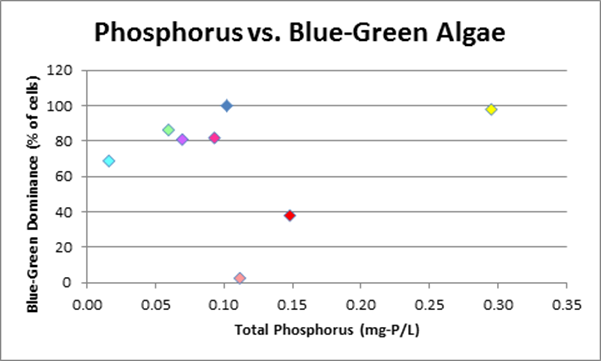 Phosphorus vs. Blue-Green Algae
Blue-Green Dominance (% of cells)
120
100
80
60
40
20
0
0.00 0.05 0.10 0.15 0.20 0.25 0.30 0.35
Total Phosphorus (mg-P/L)